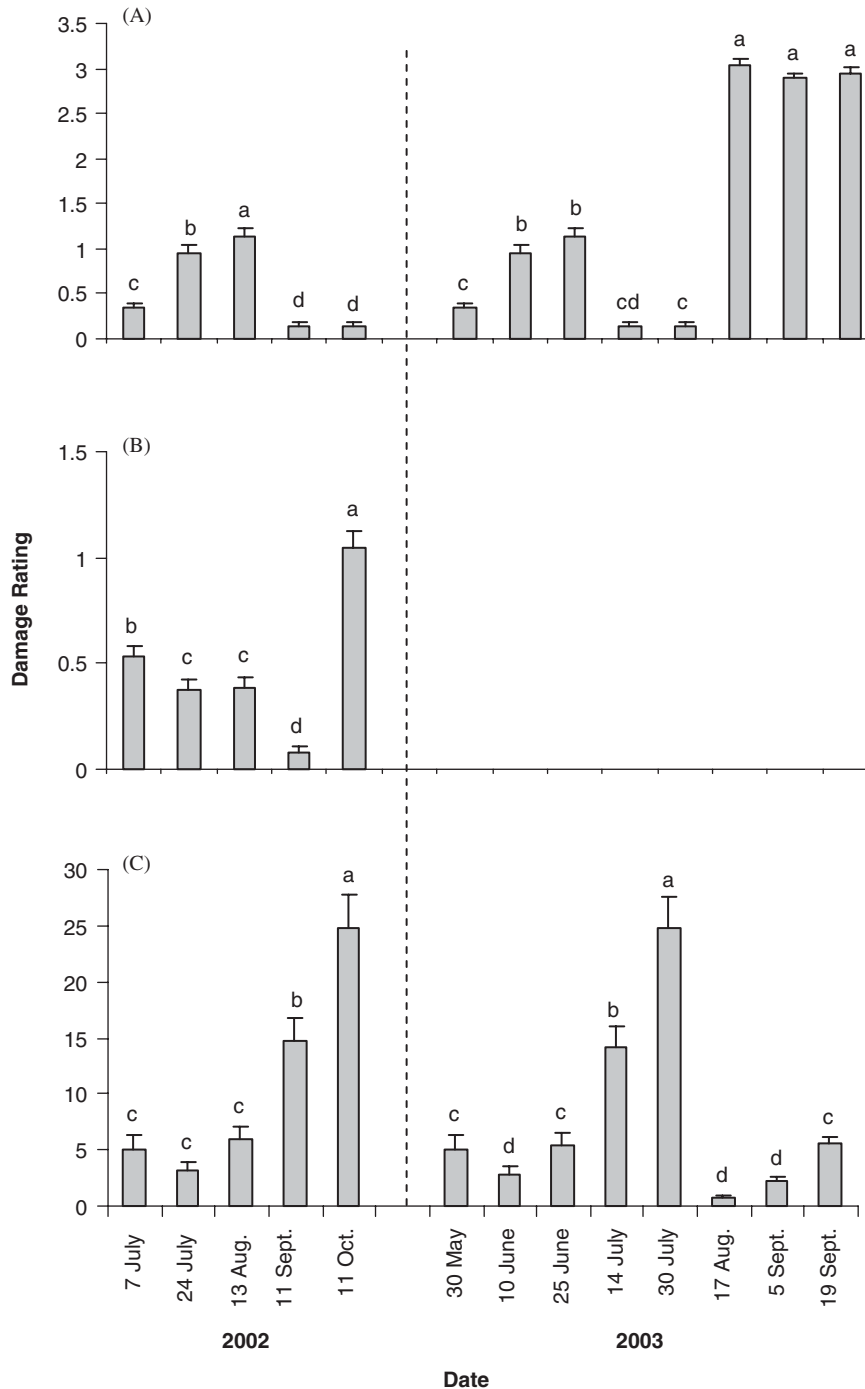 (A)
3.5
3
2.5
2
1.5
1
0.5
0
c b a d d c b b cd c a a a
(B)
1.5
1
0.5
0
b c c d a
Damage Rating
(C)
30
25
20
15
10
5
0
c c c b a c d c b a d d c
7 July 24 July 13 Aug. 11 Sept. 11 Oct. 30 May 10 June 25 June 14 July 30 July 17 Aug. 5 Sept. 19 Sept.
2002 2003
Date